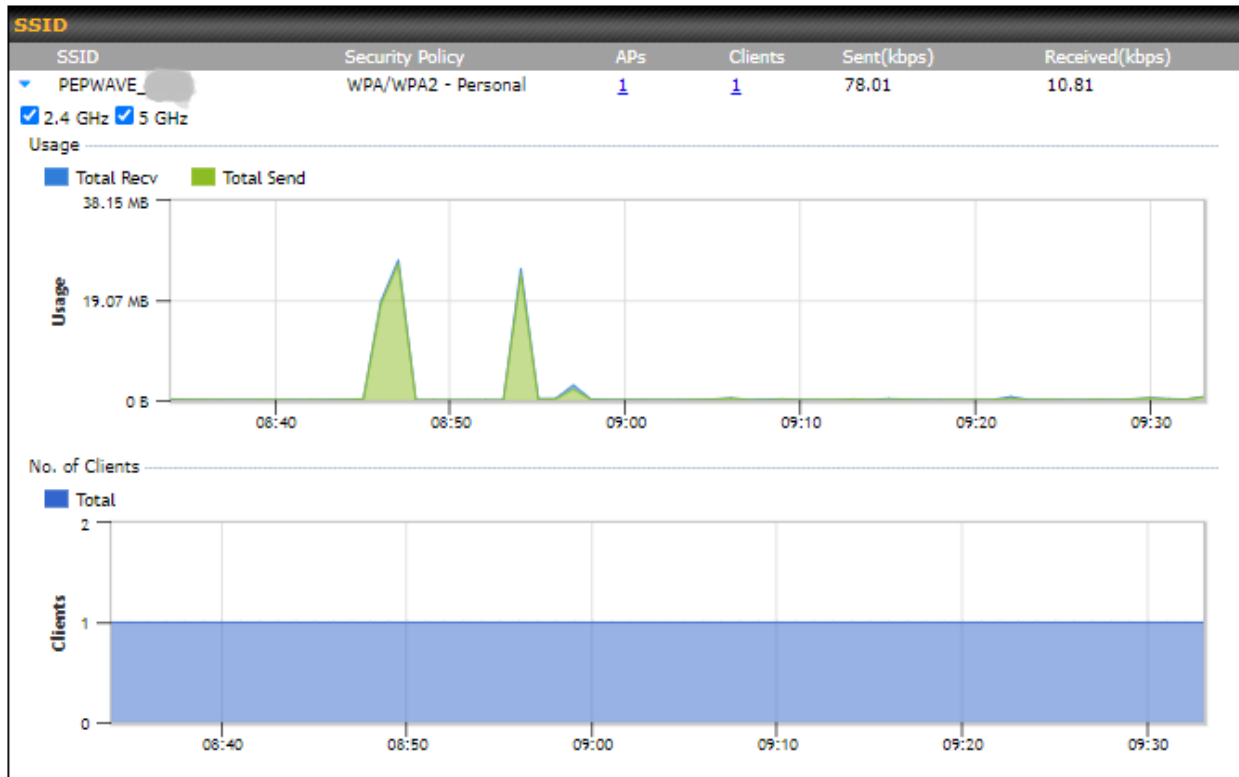 SSID
SSID Security Policy APs Clients Sent(kbps) Received(kbps)
PEPWAVE_ WPA/WPA2 - Personal 1 1 78.01 10.81
2.4 GHz 5 GHz
Usage
Total Recv Total Send
38.15 MB
Usage
19.07 MB
0 B
08:40 08:50 09:00 09:10 09:20 09:30
No. of Clients
Total
2
Clients
1
0
08:40 08:50 09:00 09:10 09:20 09:30